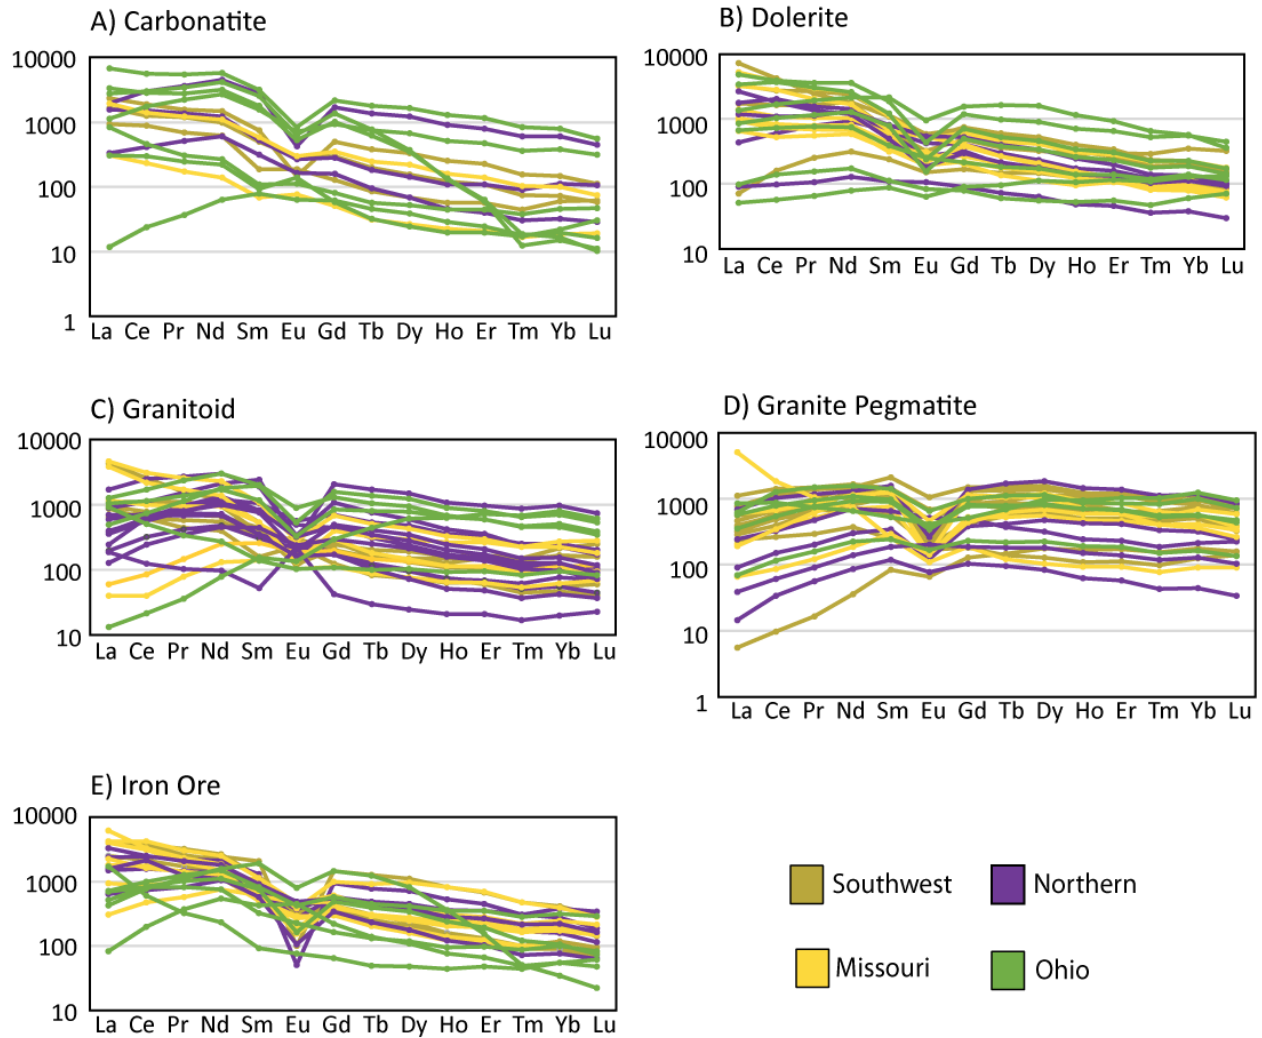 A) Carbonatite
10000
1000
100
10
1
La Ce Pr Nd Sm Eu Gd Tb Dy Ho Er Tm Yb Lu
B) Dolerite
10000
1000
100
10
La Ce Pr Nd Sm Eu Gd Tb Dy Ho Er Tm Yb Lu
C) Granitoid
10000
1000
100
10
La Ce Pr Nd Sm Eu Gd Tb Dy Ho Er Tm Yb Lu
D) Granite Pegmatite
10000
1000
100
10
1
La Ce Pr Nd Sm Eu Gd Tb Dy Ho Er Tm Yb Lu
E) Iron Ore
10000
1000
100
10
La Ce Pr Nd Sm Eu Gd Tb Dy Ho Er Tm Yb Lu
Southwest
Northern
Missouri
Ohio